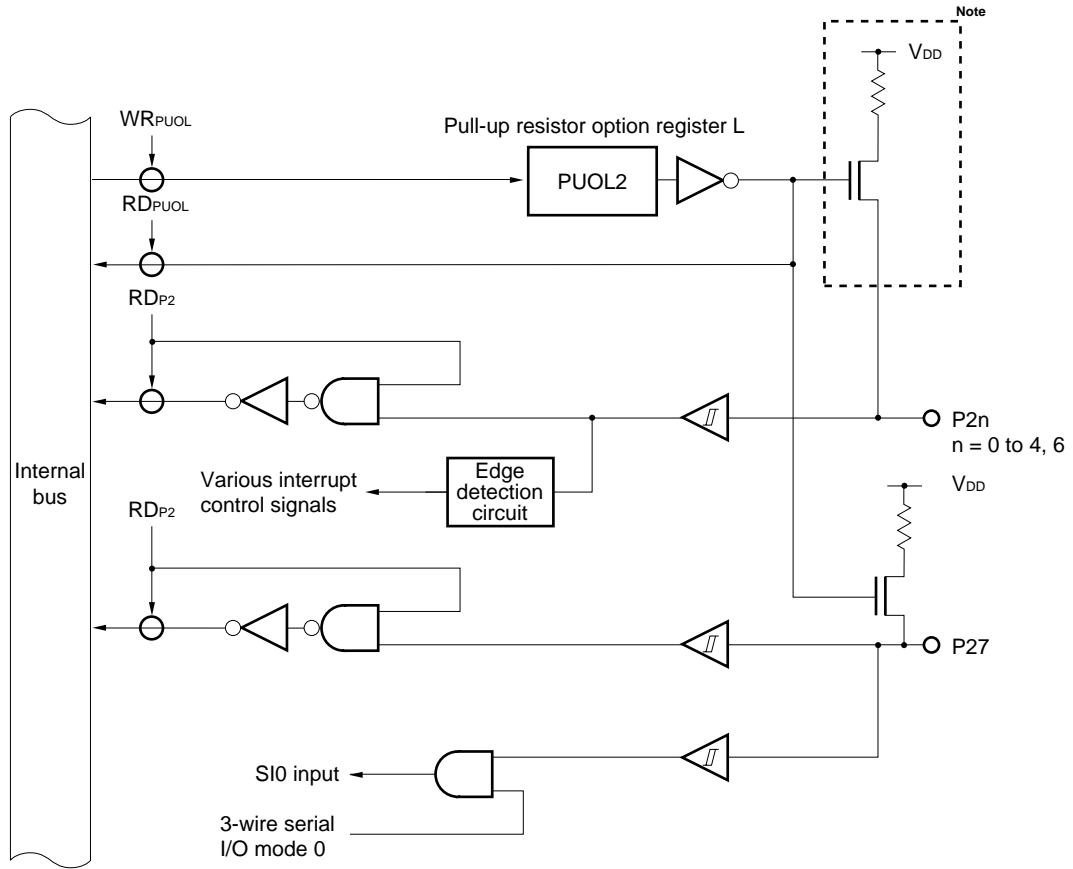 Note
VDD
WRPUOL
Pull-up resistor option register L
PUOL2
RDPUOL
RDP2
P2n
n = 0 to 4, 6
Internal
bus
Edge
detection
circuit
Various interrupt
control signals
VDD
RDP2
P27
SI0 input
3-wire serial
I/O mode 0